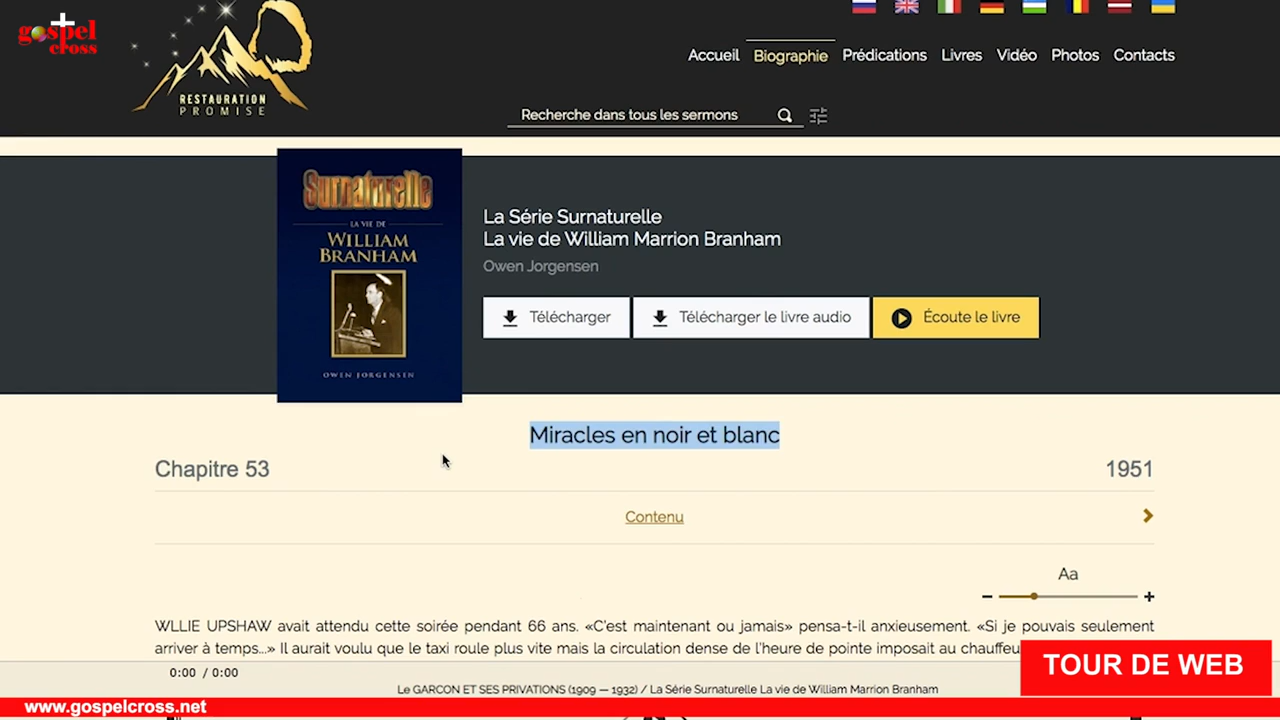 gospel
cross
RESTAURATION
PROMISE
Accueil Biographie Prédications Livres Vidéo Photos Contacts
Recherche dans tous les sermons
Surnaturelle
LA VIE DE
WILLIAM
BRANHAM
OWEN JORGENSEN
La Série Surnaturelle
La vie de William Marrion Branham
Owen Jorgensen
Télécharger Télécharger le livre audio Écoute le livre
Miracles en noir et blanc
Chapitre 53 1951
Contenu
Aa
WLLIE UPSHAW avait attendu cette soirée pendant 66 ans. «C'est maintenant ou jamais» pensa-t-il anxieusement. «Si je pouvais seulement
arriver à temps...» Il aurait voulu que le taxi roule plus vite mais la circulation dense de l'heure de pointe imposait au chauffeu
TOUR DE WEB
0:00 / 0:00
Le GARCON ET SES PRIVATIONS (1909 — 1932) / La Série Surnaturelle La vie de William Marrion Branham
www.gospelcross.net